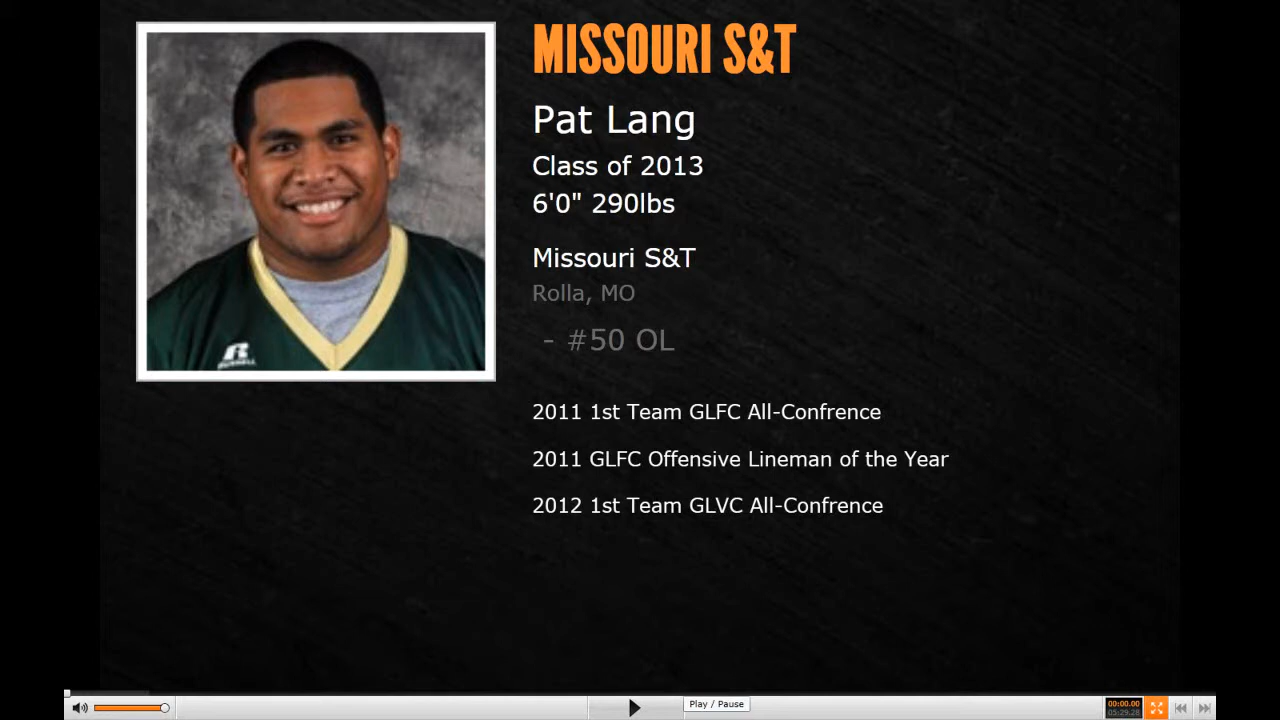 MISSOURI S&T
Pat Lang
Class of 2013
6'0" 290lbs
Missouri S&T
Rolla, MO
- #50 OL
2011 1st Team GLFC All-Confrence
2011 GLFC Offensive Lineman of the Year
2012 1st Team GLVC All-Confrence
R
RUSSELL
Play / Pause
00:00.00
05:29.28